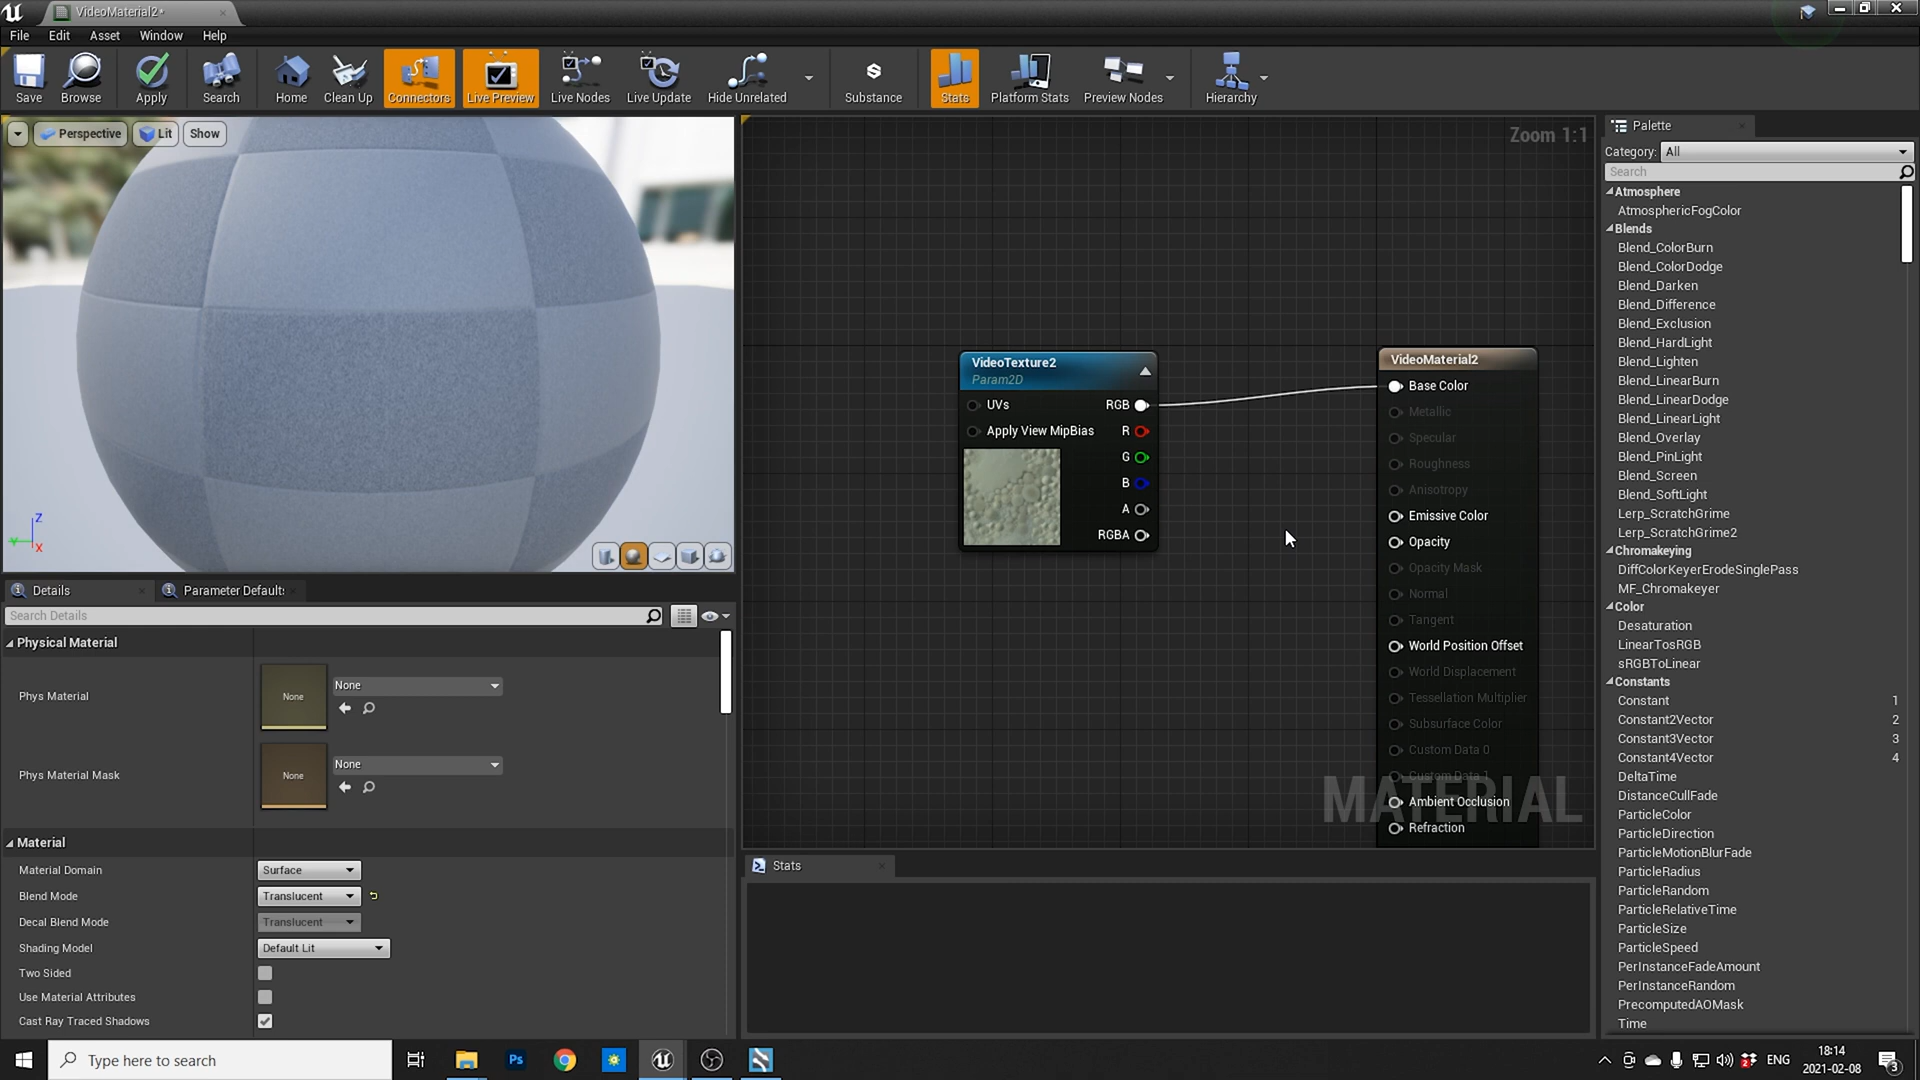 VideoMaterial2*
File Edit Asset Window Help
Save Browse Apply Search Home Clean Up Connectors Live Preview Live Nodes Live Update Hide Unrelated Substance Stats Platform Stats Preview Nodes Hierarchy
Perspective Lit Show
Z
Y
X
Zoom 1:1
VideoTexture2
Param2D
UVs RGB
Apply View MipBias R
G
B
A
RGBA
VideoMaterial2
Base Color
Metallic
Specular
Roughness
Anisotropy
Emissive Color
Opacity
Opacity Mask
Normal
Tangent
World Position Offset
World Displacement
Tessellation Multiplier
Subsurface Color
Custom Data 0
Custom Data 1
Ambient Occlusion
Refraction
MATERIAL
Stats
Details Parameter Defaults
Search Details
Physical Material
Phys Material None None
Phys Material Mask None None
Material
Material Domain Surface
Blend Mode Translucent
Decal Blend Mode Translucent
Shading Model Default Lit
Two Sided
Use Material Attributes
Cast Ray Traced Shadows
Palette
Category: All
Search
Atmosphere
AtmosphericFogColor
Blends
Blend_ColorBurn
Blend_ColorDodge
Blend_Darken
Blend_Difference
Blend_Exclusion
Blend_HardLight
Blend_Lighten
Blend_LinearBurn
Blend_LinearDodge
Blend_LinearLight
Blend_Overlay
Blend_PinLight
Blend_Screen
Blend_SoftLight
Lerp_ScratchGrime
Lerp_ScratchGrime2
Chromakeying
DiffColorKeyerErodeSinglePass
MF_Chromakeyer
Color
Desaturation
LinearTosRGB
sRGBToLinear
Constants
Constant 1
Constant2Vector 2
Constant3Vector 3
Constant4Vector 4
DeltaTime
DistanceCullFade
ParticleColor
ParticleDirection
ParticleMotionBlurFade
ParticleRadius
ParticleRandom
ParticleRelativeTime
ParticleSize
ParticleSpeed
PerInstanceFadeAmount
PerInstanceRandom
PrecomputedAOMask
Time
Type here to search
Ps
ENG
18:14
2021-02-08
3